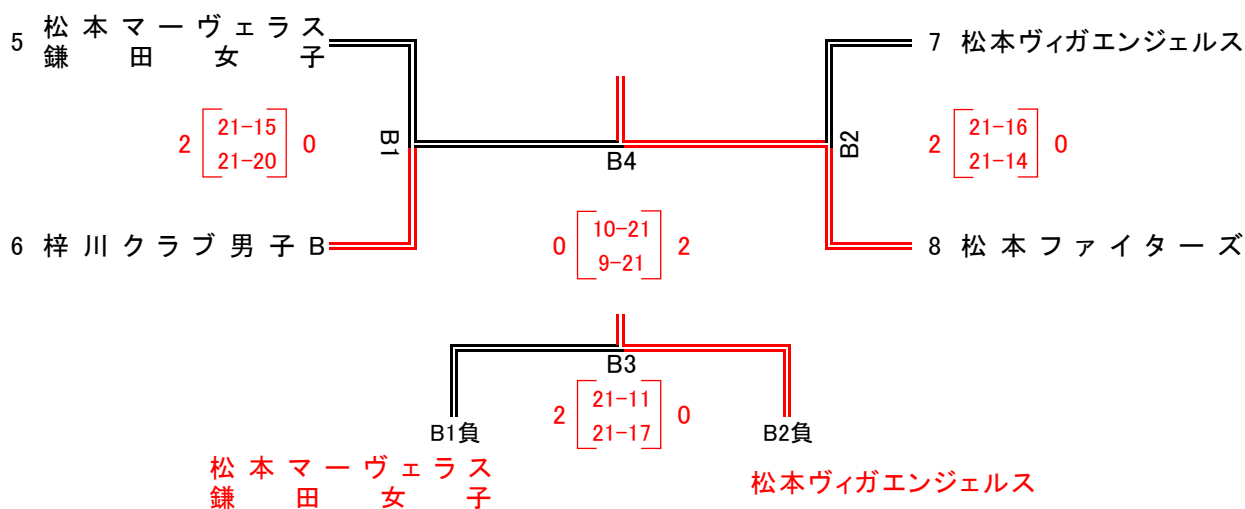 5 松本マーヴェラス
鎌田女子
7 松本ヴィガエンジェルス
2 21-15 0
21-20
B1
B4
B2
2 21-16 0
21-14
6 梓川クラブ男子B
0 10-21 2
9-21
8 松本ファイターズ
B3
2 21-11 0
21-17
B1負
B2負
松本マーヴェラス
鎌田女子
松本ヴィガエンジェルス